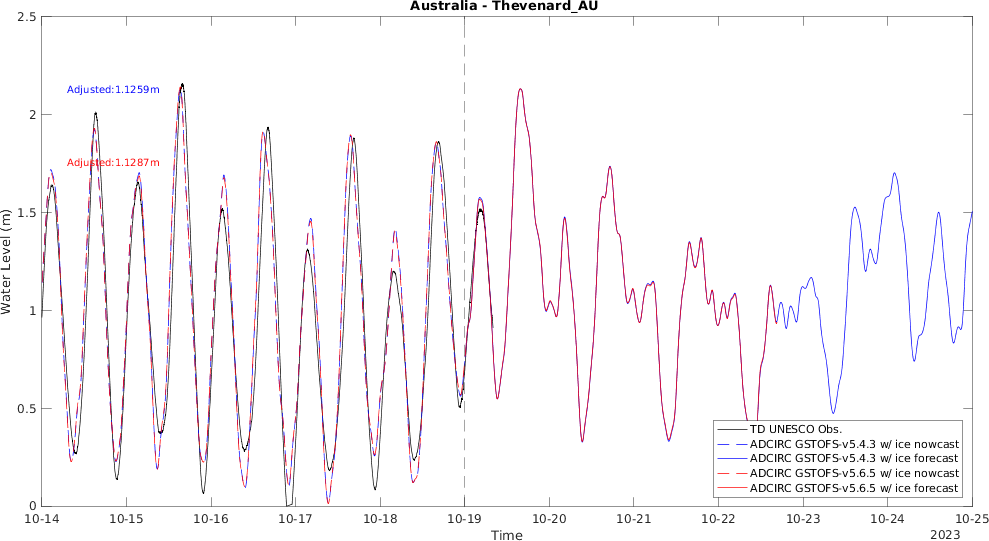 Australia - Thevenard_AU
Water Level (m)
2.5
2
1.5
1
0.5
0
Adjusted:1.1259m
Adjusted:1.1287m
TD UNESCO Obs.
ADCIRC GSTOFS-v5.4.3 w/ ice nowcast
ADCIRC GSTOFS-v5.4.3 w/ ice forecast
ADCIRC GSTOFS-v5.6.5 w/ ice nowcast
ADCIRC GSTOFS-v5.6.5 w/ ice forecast
10-14 10-15 10-16 10-17 10-18 10-19 10-20 10-21 10-22 10-23 10-24 10-25
Time
2023